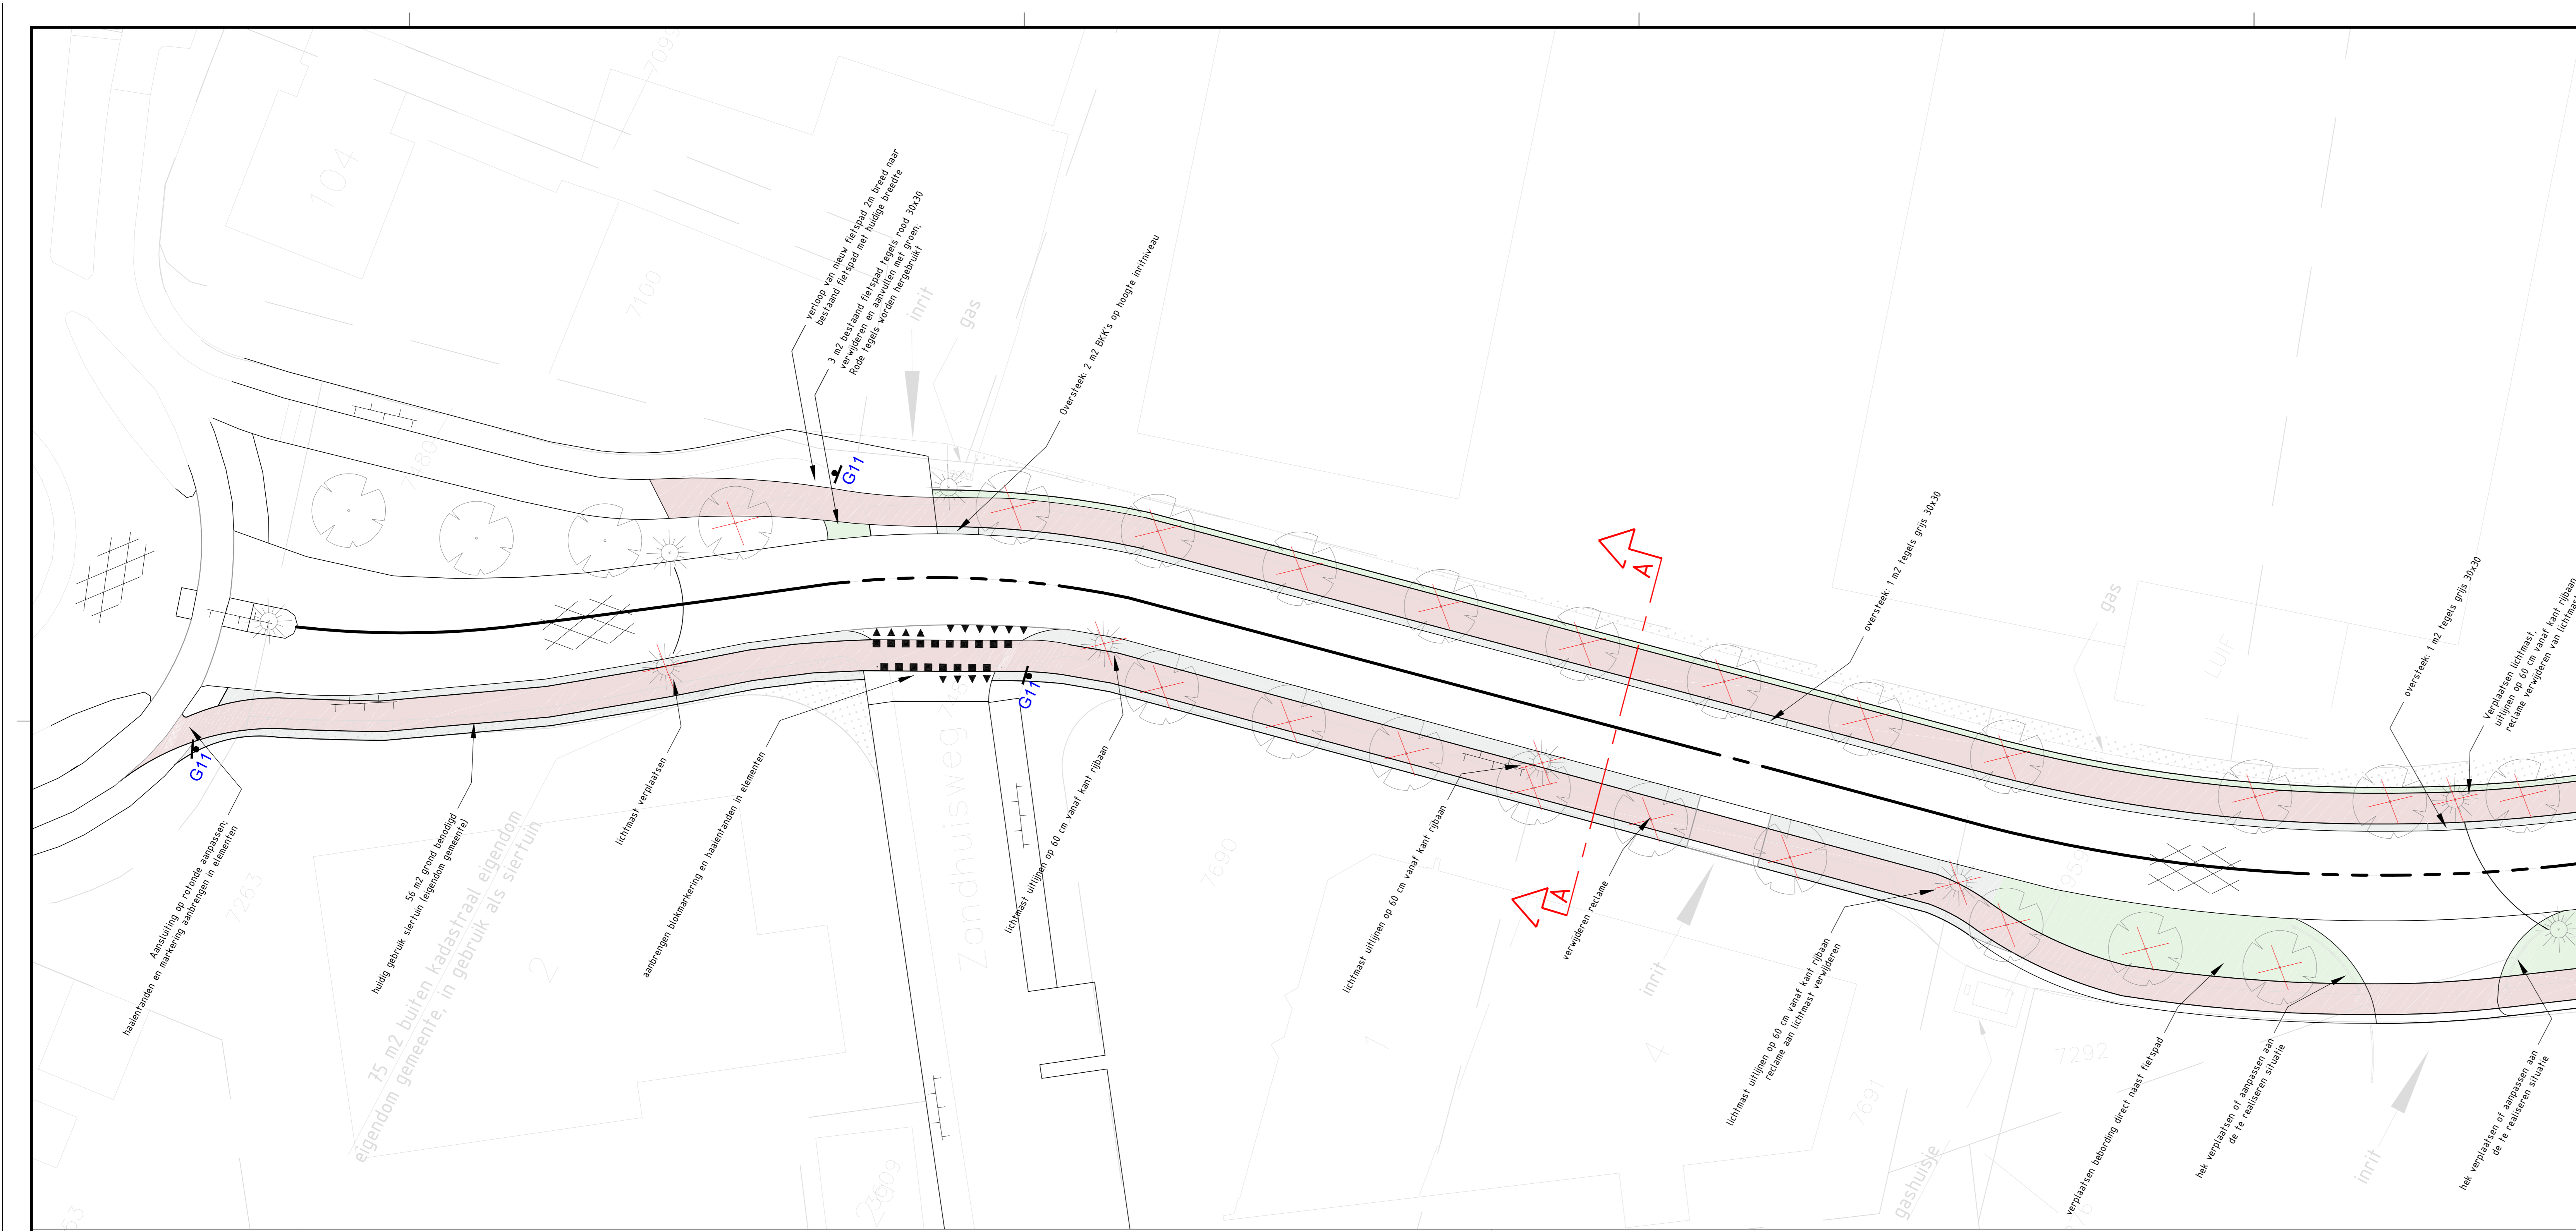 104
7099
7100
verloop van nieuw fietspad 2m breed naar
bestaand fietspad met huidige breedte
3 m2 bestaand fietspad tegels rood 30x30
verwijderen en aanvullen met groen;
Rode tegels worden hergebruikt
inrit
gas
Oversteek: 2 m2 BKK's op hoogte inritniveau
G11
A
oversteek: 1 m2 tegels grijs 30x30
gas
oversteek: 1 m2 tegels grijs 30x30
Verplaatsen lichtmast,
uitlijnen op 60 cm vanaf kant rijbaan
reclame verwijderen van lichtmast
G11
G11
A
Aansluiting op rotonde aanpassen;
haaientanden en markering aanbrengen in elementen
7263
56 m2 grond benodigd
huidig gebruik siertuin (eigendom gemeente)
75 m2 buiten kadastraal eigendom
eigendom gemeente, in gebruik als siertuin
2
lichtmast verplaatsen
aanbrengen blokmarkering en haaientanden in elementen
Zandhuisweg
lichtmast uitlijnen op 60 cm vanaf kant rijbaan
7690
1
lichtmast uitlijnen op 60 cm vanaf kant rijbaan
verwijderen reclame
inrit
4
lichtmast uitlijnen op 60 cm vanaf kant rijbaan
reclame aan lichtmast verwijderen
7691
gashuisje
7292
verplaatsen bebording direct naast fietspad
hek verplaatsen of aanpassen aan
de te realiseren situatie
inrit
hek verplaatsen of aanpassen aan
de te realiseren situatie